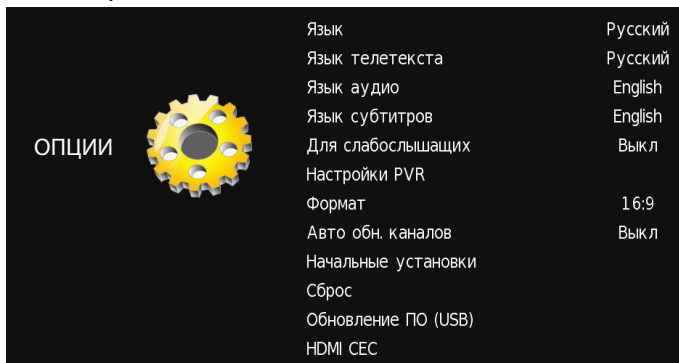 ОПЦИИ
Язык Русский
Язык телетекста Русский
Язык аудио English
Язык субтитров English
Для слабослышащих Выкл
Настройки PVR
Формат 16:9
Авто обн. каналов Выкл
Начальные установки
Сброс
Обновление ПО (USB)
HDMI CEC